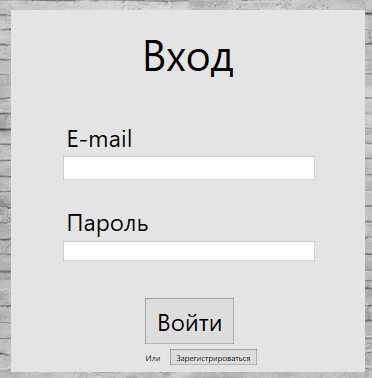 Вход
E-mail
Пароль
Войти
Или Зарегистрироваться